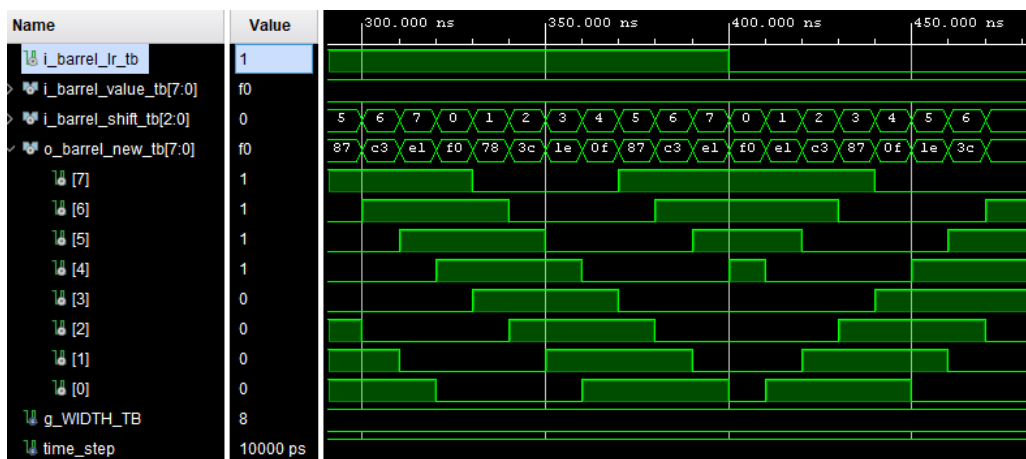 Name Value 300.000 ns 350.000 ns 400.000 ns 450.000 ns
i_barrel_lr_tb 1
i_barrel_value_tb[7:0] f0
i_barrel_shift_tb[2:0] 0 5 6 7 0 1 2 3 4 5 6 7 0 1 2 3 4 5 6
o_barrel_new_tb[7:0] f0 87 c3 e1 f0 78 3c 1e 0f 87 c3 e1 f0 e1 c3 87 0f 1e 3c
[7] 1
[6] 1
[5] 1
[4] 1
[3] 0
[2] 0
[1] 0
[0] 0
g_WIDTH_TB 8
time_step 10000 ps